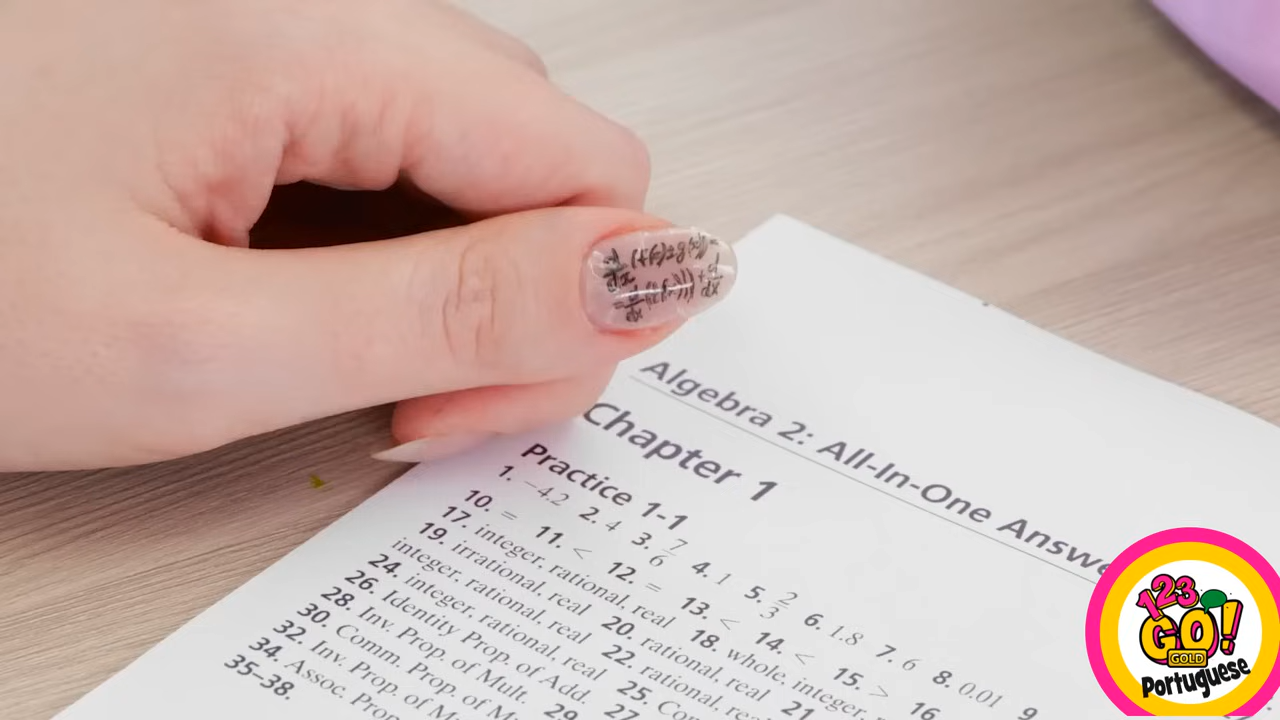 Algebra 2: All-In-One Answe
Chapter 1
Practice 1-1
1. −4.2 2. 4 3. 7/6 4. 1 5. 2/3 6. 1.8 7. 6 8. 0.01 9
10. = 11. < 12. = 13. < 14. < 15. > 16
17. integer, rational, real 18. whole, integer,
19. irrational, real 20. rational, real 21
integer, rational, real 22. rational, real
24. integer, rational, real 25. Con
26. Identity Prop. of 27
28. Inv. Prop. of Add. 29
30. Comm. Prop. of M
32. Inv. Prop. of M
34. Assoc. Prop
35–38.
123
GO!
GOLD
Portuguese